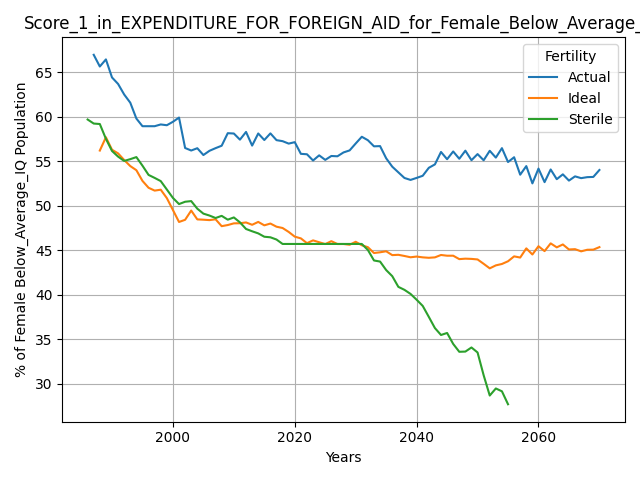 Score_1_in_EXPENDITURE_FOR_FOREIGN_AID_for_Female_Below_Average_
Fertility
Actual
Ideal
Sterile
% of Female Below_Average_IQ Population
65
60
55
50
45
40
35
30
2000
2020
2040
2060
Years